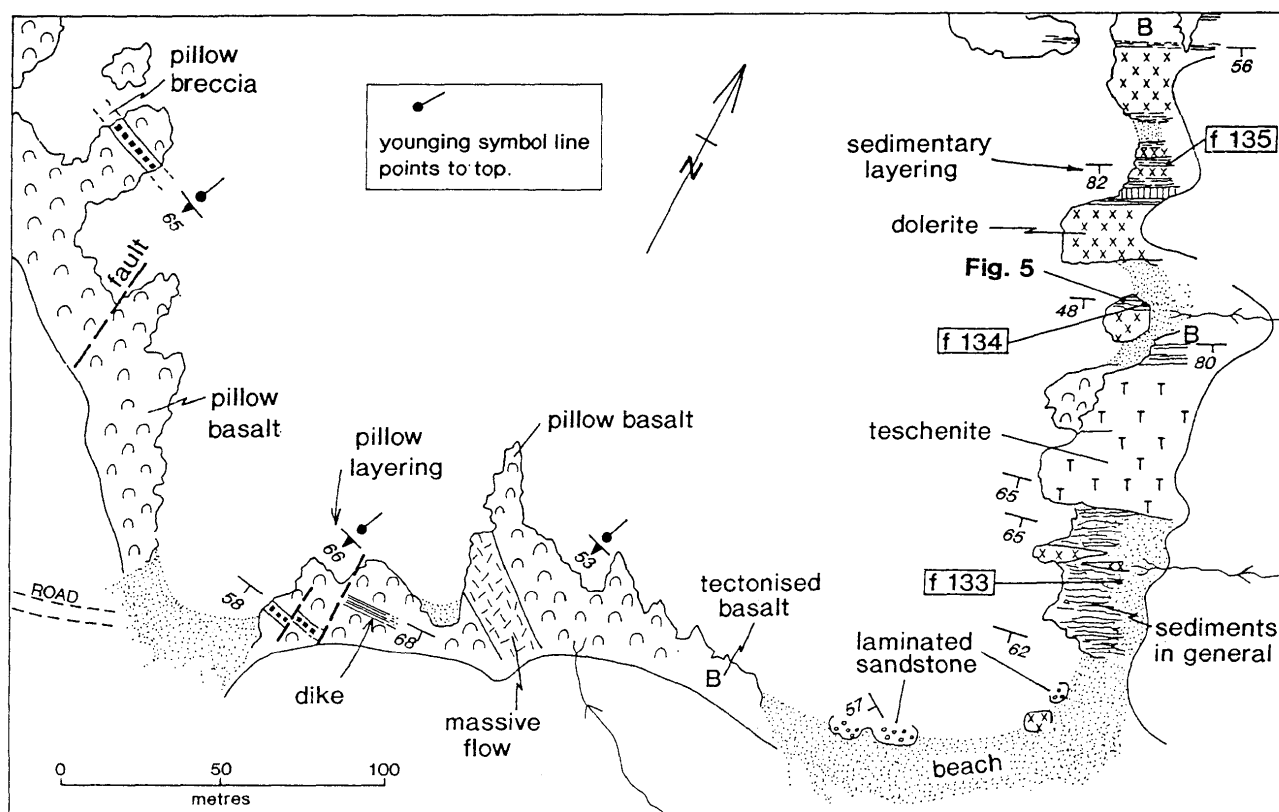 pillow
breccia
younging symbol line
points to top.
N
B
56
sedimentary
layering
82
f 135
dolerite
Fig. 5
48
f 134
B
80
65
fault
pillow
basalt
pillow
layering
pillow basalt
teschenite
T T T
T T T
T T T T
T T T
65
65
66
53
58
68
ROAD
dike
massive
flow
tectonised
basalt
B
laminated
sandstone
57
62
f 133
sediments
in general
beach
0 50 100
metres